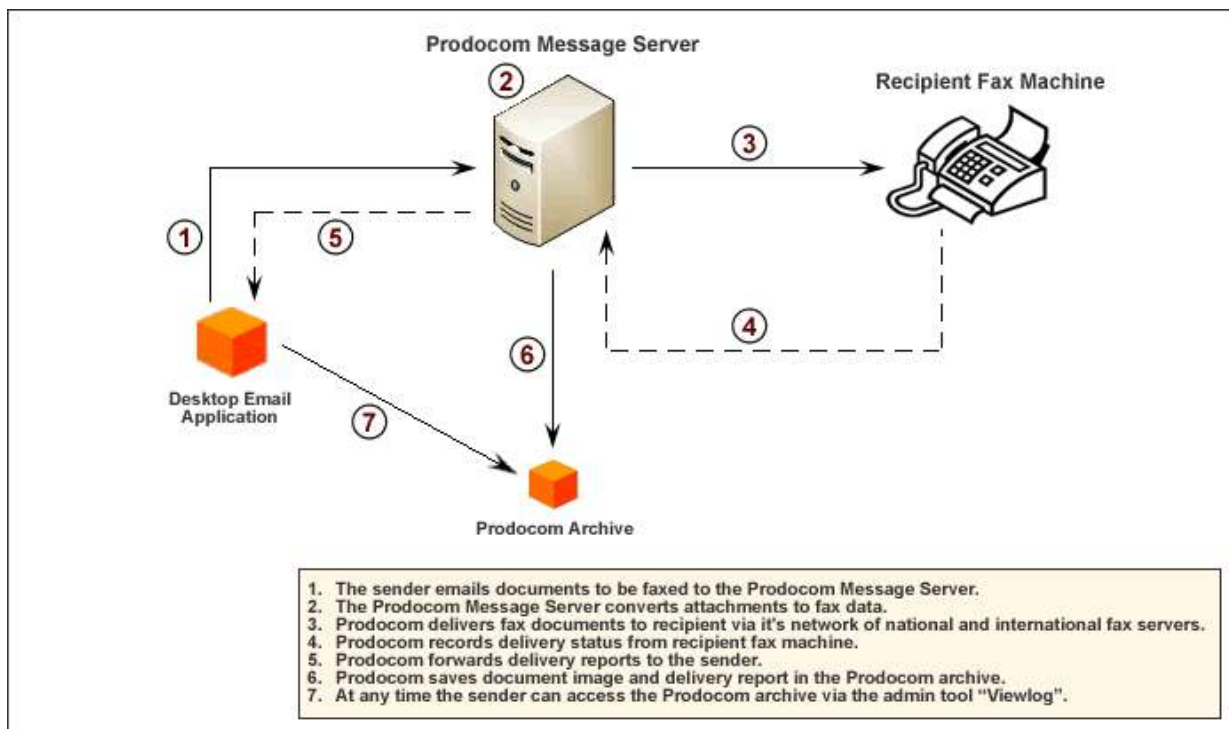 Prodocom Message Server
2
Recipient Fax Machine
3
1
5
4
6
Desktop Email
Application
7
Prodocom Archive
1. The sender emails documents to be faxed to the Prodocom Message Server.
2. The Prodocom Message Server converts attachments to fax data.
3. Prodocom delivers fax documents to recipient via it's network of national and international fax servers.
4. Prodocom records delivery status from recipient fax machine.
5. Prodocom forwards delivery reports to the sender.
6. Prodocom saves document image and delivery report in the Prodocom archive.
7. At any time the sender can access the Prodocom archive via the admin tool “Viewlog”.